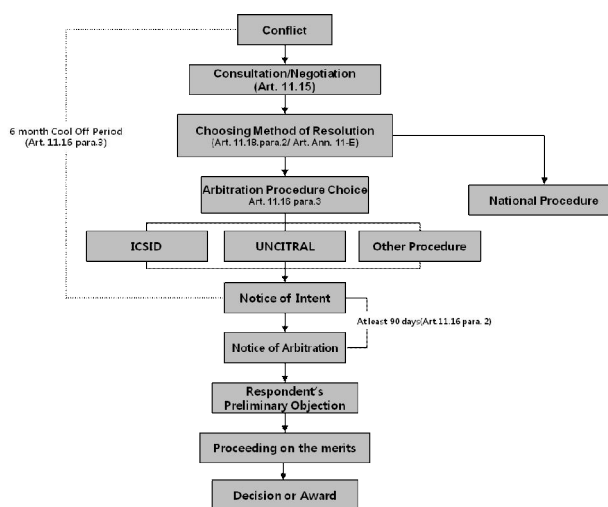 Conflict
Consultation/Negotiation
(Art. 11.15)
6 month Cool Off Period
(Art. 11.16 para.3)
Choosing Method of Resolution
(Art. 11.18.para.2/ Art. Ann. 11-E)
Arbitration Procedure Choice
Art. 11.16 para.3
National Procedure
ICSID
UNCITRAL
Other Procedure
Notice of Intent
At least 90 days(Art.11.16 para. 2)
Notice of Arbitration
Respondent's
Preliminary Objection
Proceeding on the merits
Decision or Award